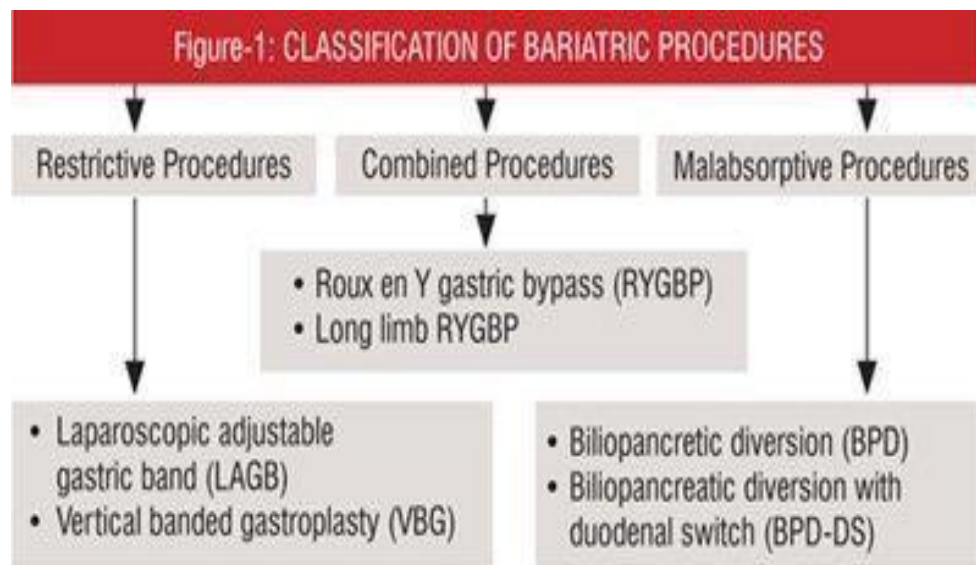 Figure-1: CLASSIFICATION OF BARIATRIC PROCEDURES
Restrictive Procedures
Combined Procedures
Malabsorptive Procedures
• Roux en Y gastric bypass (RYGBP)
• Long limb RYGBP
• Laparoscopic adjustable
gastric band (LAGB)
• Vertical banded gastroplasty (VBG)
• Biliopancretic diversion (BPD)
• Biliopancreatic diversion with
duodenal switch (BPD-DS)